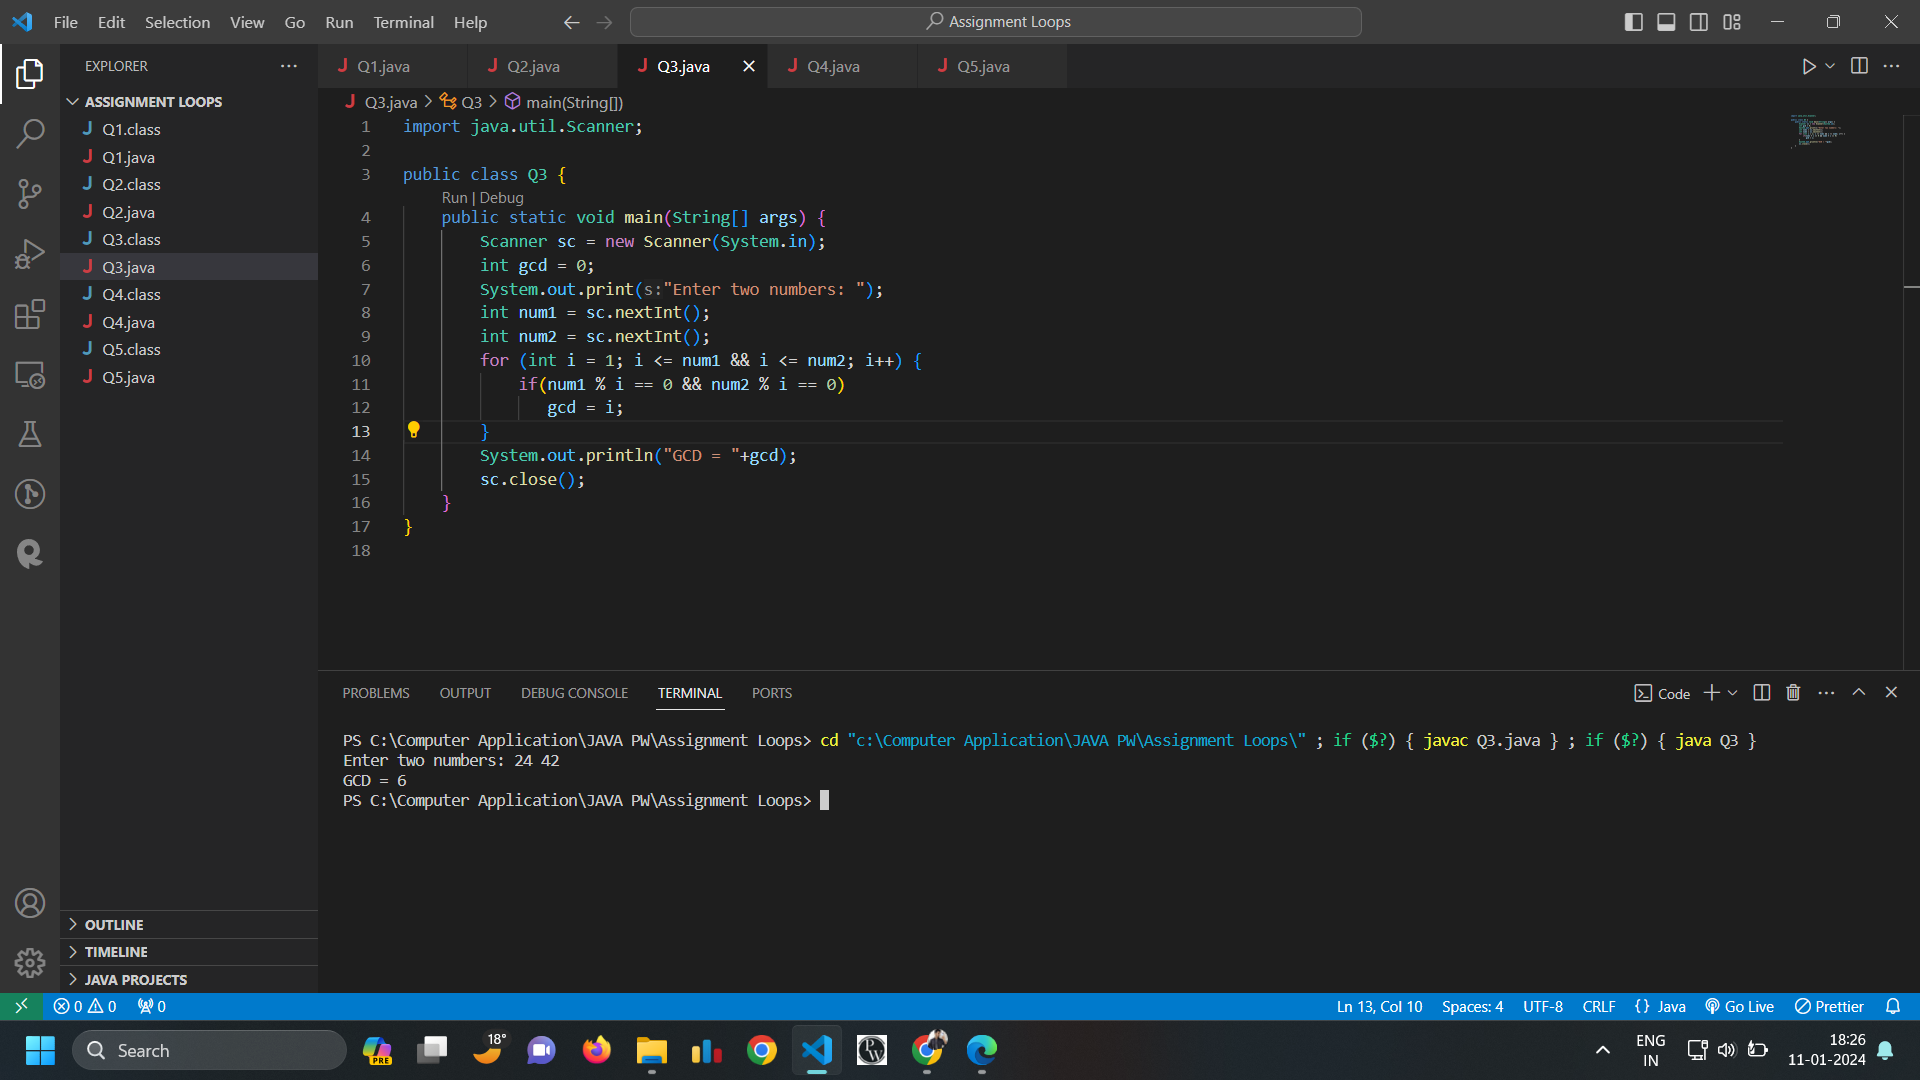 File Edit Selection View Go Run Terminal Help
Assignment Loops
EXPLORER
ASSIGNMENT LOOPS
Q1.class
Q1.java
Q2.class
Q2.java
Q3.class
Q3.java
Q4.class
Q4.java
Q5.class
Q5.java
OUTLINE
TIMELINE
JAVA PROJECTS
Q1.java Q2.java Q3.java Q4.java Q5.java
Q3.java > Q3 > main(String[])
1 import java.util.Scanner;
2
3 public class Q3 {
Run | Debug
4 public static void main(String[] args) {
5 Scanner sc = new Scanner(System.in);
6 int gcd = 0;
7 System.out.print(s:"Enter two numbers: ");
8 int num1 = sc.nextInt();
9 int num2 = sc.nextInt();
10 for (int i = 1; i <= num1 && i <= num2; i++) {
11 if(num1 % i == 0 && num2 % i == 0)
12 gcd = i;
13 }
14 System.out.println("GCD = "+gcd);
15 sc.close();
16 }
17 }
18
PROBLEMS OUTPUT DEBUG CONSOLE TERMINAL PORTS
Code
PS C:\Computer Application\JAVA PW\Assignment Loops> cd "c:\Computer Application\JAVA PW\Assignment Loops\" ; if ($?) { javac Q3.java } ; if ($?) { java Q3 }
Enter two numbers: 24 42
GCD = 6
PS C:\Computer Application\JAVA PW\Assignment Loops>
0 0 0
Ln 13, Col 10 Spaces: 4 UTF-8 CRLF {} Java Go Live Prettier
Search
PRE
18°
PW
ENG
IN
18:26
11-01-2024